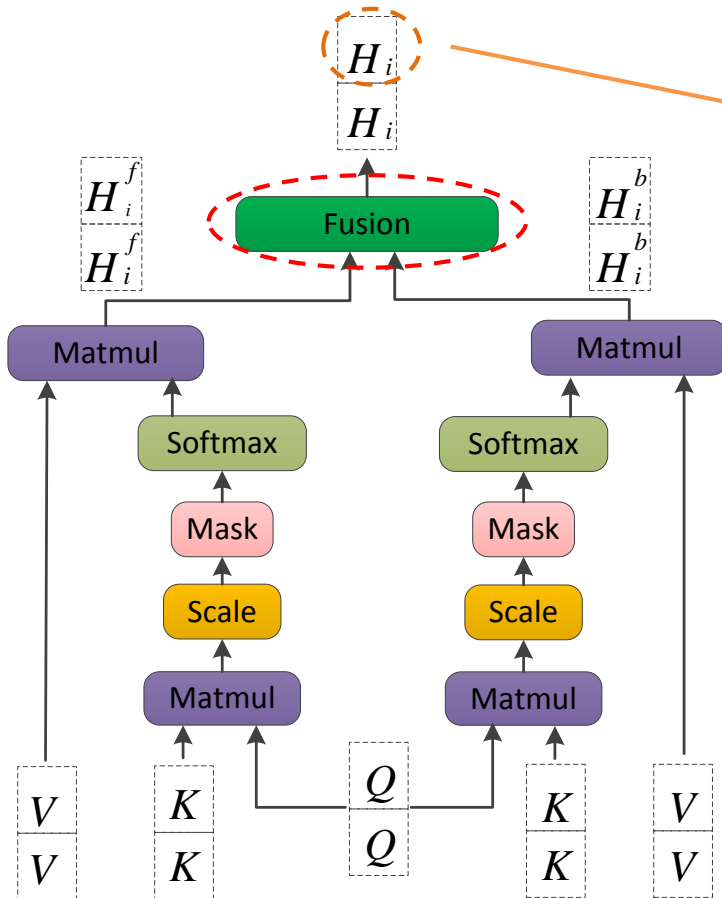 H_i
H_i
H_i^f
H_i^f
Fusion
H_i^b
H_i^b
Matmul
Matmul
Softmax
Softmax
Mask
Mask
Scale
Scale
Matmul
Matmul
V
K
Q
K
V
V
K
Q
K
V